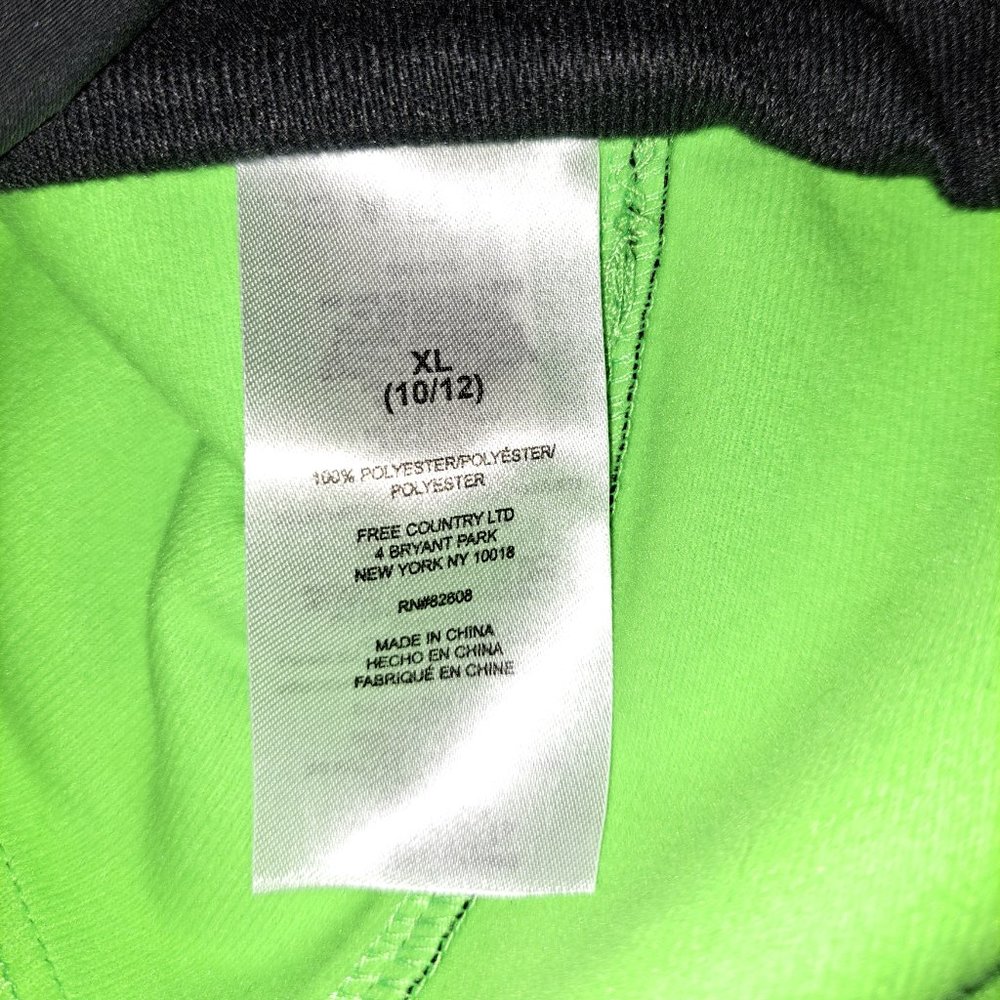 XL
(10/12)
100% POLYESTER/POLYÉSTER/
POLYESTER
FREE COUNTRY LTD
4 BRYANT PARK
NEW YORK NY 10018
RN#82608
MADE IN CHINA
HECHO EN CHINA
FABRIQUÉ EN CHINE